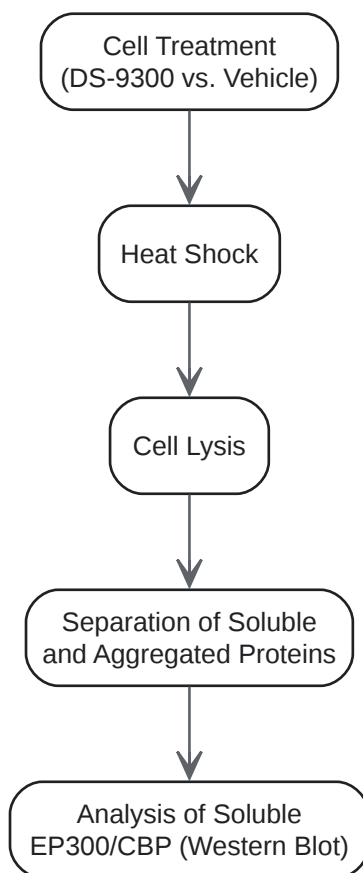 Cell Treatment
(DS-9300 vs. Vehicle)
Heat Shock
Cell Lysis
Separation of Soluble
and Aggregated Proteins
Analysis of Soluble
EP300/CBP (Western Blot)